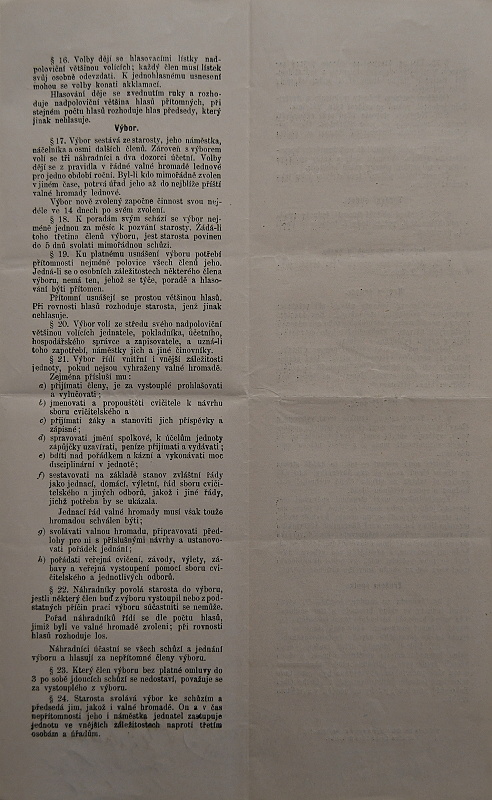 § 16. Volby dějí se hlasovacími lístky nad-
poloviční většinou volících; každý člen musí lístek
svůj osobně odevzdati. K jednohlasnému usnesení
mohou se volby konati akklamací.
Hlasování děje se zvednutím ruky a rozho-
duje nadpoloviční většina hlasů přítomných, při
stejném počtu hlasů rozhoduje hlas předsedy, který
jinak nehlasuje.
Výbor.
§ 17. Výbor sestává ze starosty, jeho náměstka,
náčelníka a osmi dalších členů. Zároveň s výborem
volí se tři náhradníci a dva dozorci účetní. Volby
dějí se z pravidla v řádné valné hromadě lednové
pro jedno období roční. Byl-li kdo mimořádně zvolen
v jiném čase, potrvá úřad jeho až do nejbliže příští
valné hromady lednové.
Výbor nově zvolený započne činnost svou nej-
déle ve 14 dnech po svém zvolení.
§ 18. K poradám svým schází se výbor nej-
méně jednou za měsíc k pozvání starosty. Žádá-li
toho třetina členů výboru, jest starosta povinen
do 5 dnů svolati mimořádnou schůzi.
§ 19. Ku platnému usnášení výboru potřebí
přítomnosti nejméně polovice všech členů jeho.
Jedná-li se o osobních záležitostech některého člena
výboru, nemá ten, jehož se týče, poradě a hlaso-
vání býti přítomen.
Přítomní usnášejí se prostou většinou hlasů.
Při rovnosti hlasů rozhoduje starosta, jenž jinak
nehlasuje.
§ 20. Výbor volí ze středu svého nadpoloviční
většinou volících jednatele, pokladníka, účetního,
hospodářského správce a zapisovatele, a uzná-li
toho zapotřebí, náměstky jich a jiné činovníky.
§ 21. Výbor řídí vnitřní i vnější záležitosti
jednoty, pokud nejsou vyhraženy valné hromadě.
Zejména přísluší mu:
a) přijímati členy, je za vystouplé prohlašovati
a vylučovati;
b) jmenovati a propouštěti cvičitele k návrhu
sboru cvičitelského a
c) přijímati žáky a stanoviti jich příspěvky a
zápisné;
d) spravovati jmění spolkové, k účelům jednoty
zápůjčky uzavírati, peníze přijímati a vydávati;
e) bdíti nad pořádkem a kázní a vykonávati moc
disciplinární v jednotě;
f) sestavovati na základě stanov zvláštní řády
jako jednací, domácí, výletní, řád sboru cviči-
telského a jiných odborů, jakož i jiné řády,
jichž potřeba by se ukázala.
Jednací řád valné hromady musí však touže
hromadou schválen býti;
g) svolávati valnou hromadu, připravovati před-
lohy pro ni s příslušnými návrhy a ustanovo-
vati pořádek jednání;
h) pořádati veřejná cvičení, závody, výlety, zá-
bavy a veřejná vystoupení pomocí sboru cvi-
čitelského a jednotlivých odborů.
§ 22. Náhradníky povolá starosta do výboru,
jestli některý člen buď z výboru vystoupil nebo z pod-
statných příčin prací výboru súčastniti se nemůže.
Pořad náhradníků řídí se dle počtu hlasů,
jimiž byli ve valné hromadě zvoleni; při rovnosti
hlasů rozhoduje los.
Náhradníci účastní se všech schůzí a jednání
výboru a hlasují za nepřítomné členy výboru.
§ 23. Který člen výboru bez platné omluvy do
3 po sobě jdoucích schůzí se nedostaví, považuje se
za vystouplého z výboru.
§ 24. Starosta svolává výbor ke schůzím a
předsedá jim, jakož i valné hromadě. On a v čas
nepřítomnosti jeho i náměstka jednatel zastupuje
jednotu ve vnějších záležitostech naproti třetím
osobám a úřadům.